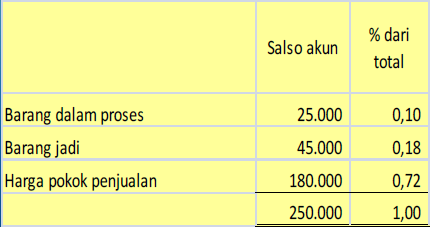 Salso akun % dari total
Barang dalam proses 25.000 0,10
Barang jadi 45.000 0,18
Harga pokok penjualan 180.000 0,72
250.000 1,00